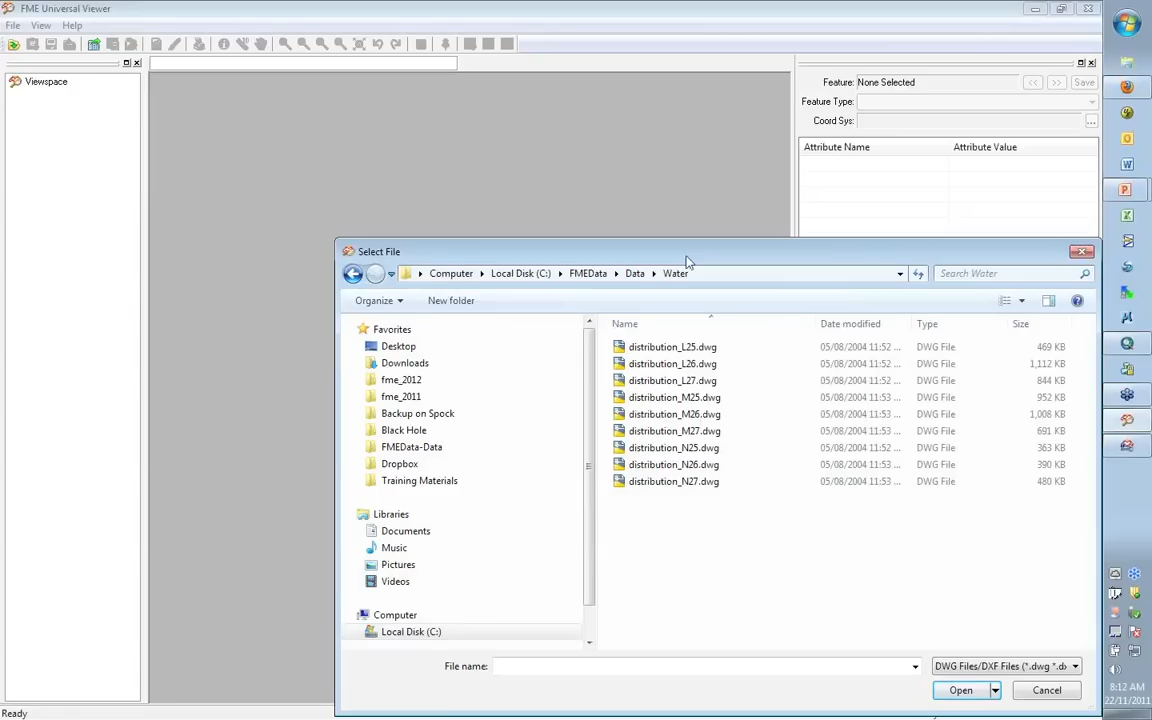 FME Universal Viewer
File View Help
Viewspace
Feature: None Selected << >> Save
Feature Type:
Coord Sys: ...
Attribute Name Attribute Value
Select File
Computer Local Disk (C:) FMEData Data Water Search Water
Organize New folder
Favorites
Desktop
Downloads
fme_2012
fme_2011
Backup on Spock
Black Hole
FMEData-Data
Dropbox
Training Materials
Libraries
Documents
Music
Pictures
Videos
Computer
Local Disk (C:)
Name Date modified Type Size
distribution_L25.dwg 05/08/2004 11:52 ... DWG File 469 KB
distribution_L26.dwg 05/08/2004 11:52 ... DWG File 1,112 KB
distribution_L27.dwg 05/08/2004 11:52 ... DWG File 844 KB
distribution_M25.dwg 05/08/2004 11:53 ... DWG File 952 KB
distribution_M26.dwg 05/08/2004 11:53 ... DWG File 1,008 KB
distribution_M27.dwg 05/08/2004 11:53 ... DWG File 691 KB
distribution_N25.dwg 05/08/2004 11:52 ... DWG File 363 KB
distribution_N26.dwg 05/08/2004 11:53 ... DWG File 390 KB
distribution_N27.dwg 05/08/2004 11:53 ... DWG File 480 KB
File name: DWG Files/DXF Files (*.dwg *.dx
Open Cancel
Ready
8:12 AM
22/11/2011